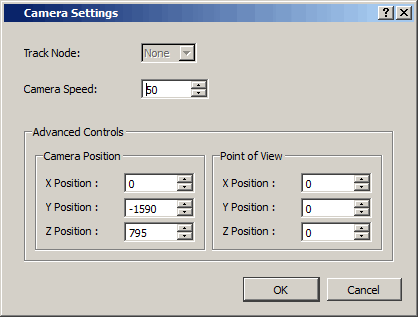 Camera Settings
Track Node: None
Camera Speed: 50
Advanced Controls
Camera Position
X Position : 0
Y Position : -1590
Z Position : 795
Point of View
X Position : 0
Y Position : 0
Z Position : 0
OK Cancel